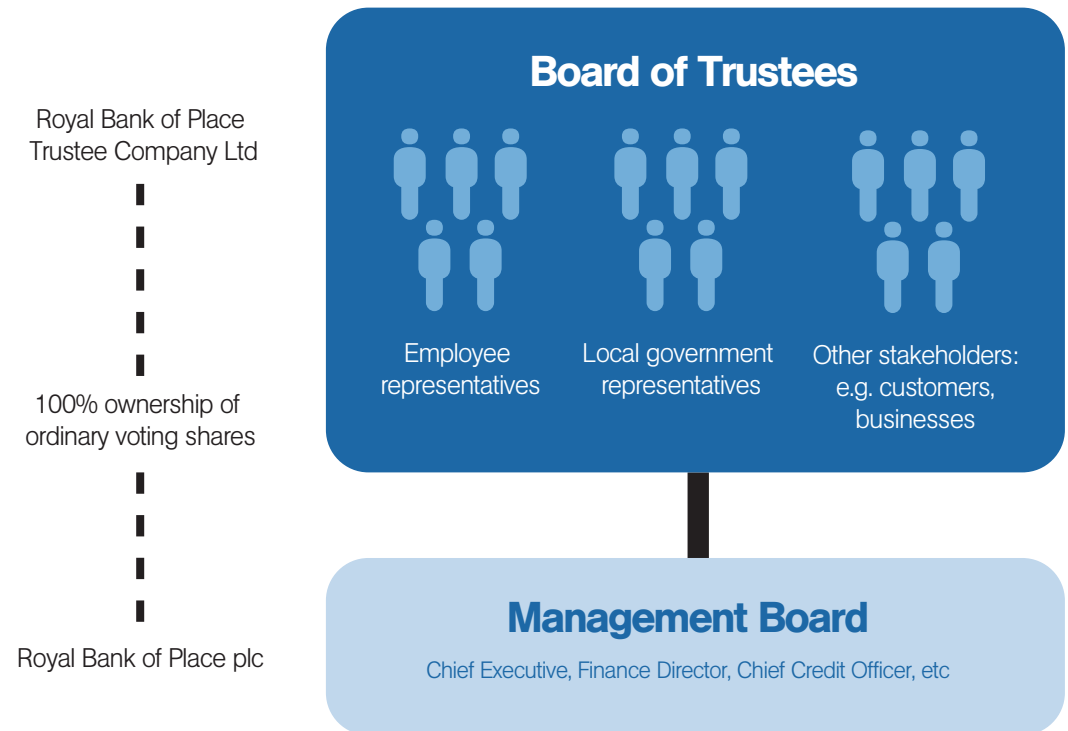 Royal Bank of Place
Trustee Company Ltd
100% ownership of
ordinary voting shares
Royal Bank of Place plc
Board of Trustees
Employee
representatives
Local government
representatives
Other stakeholders:
e.g. customers,
businesses
Management Board
Chief Executive, Finance Director, Chief Credit Officer, etc